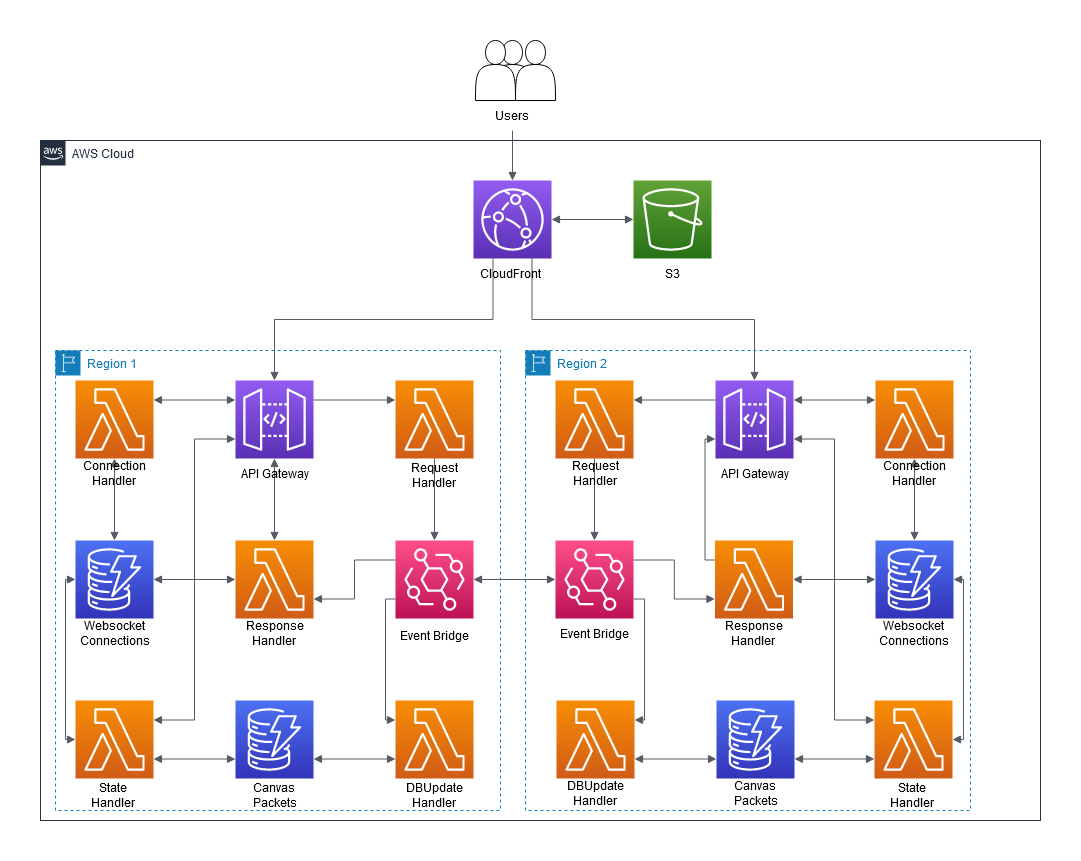 Users
aws
AWS Cloud
CloudFront
S3
Region 1
Region 2
Connection
Handler
</>
API Gateway
Request
Handler
Request
Handler
</>
API Gateway
Connection
Handler
Websocket
Connections
Response
Handler
Event Bridge
Event Bridge
Response
Handler
Websocket
Connections
State
Handler
Canvas
Packets
DBUpdate
Handler
DBUpdate
Handler
Canvas
Packets
State
Handler